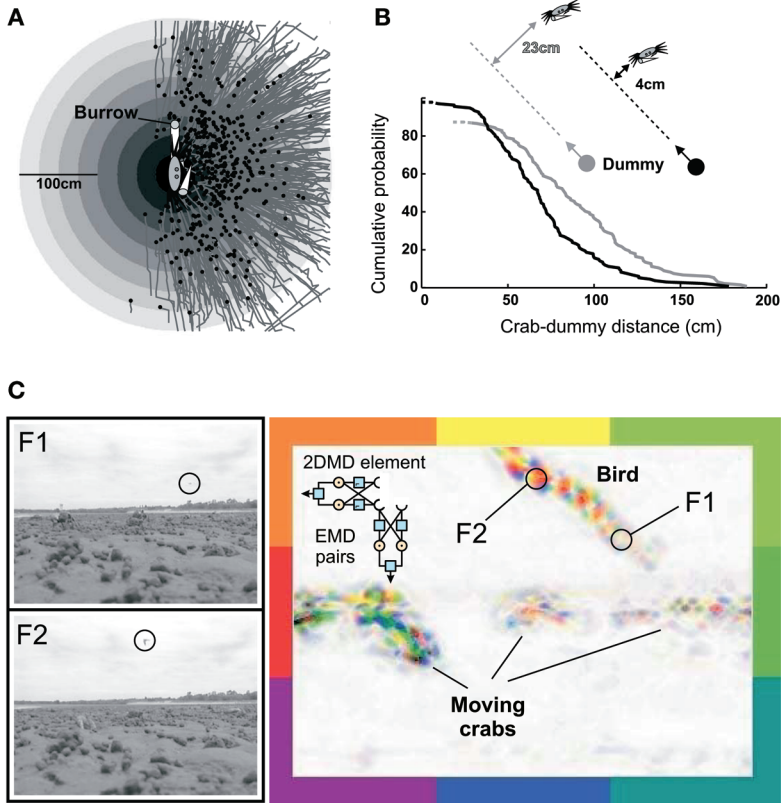 A
Burrow
100cm
B
23cm
4cm
Dummy
Cumulative probability
80
60
40
20
0
0
50
100
150
200
Crab-dummy distance (cm)
C
F1
F2
2DMD element
EMD
pairs
Bird
F2
F1
Moving
crabs